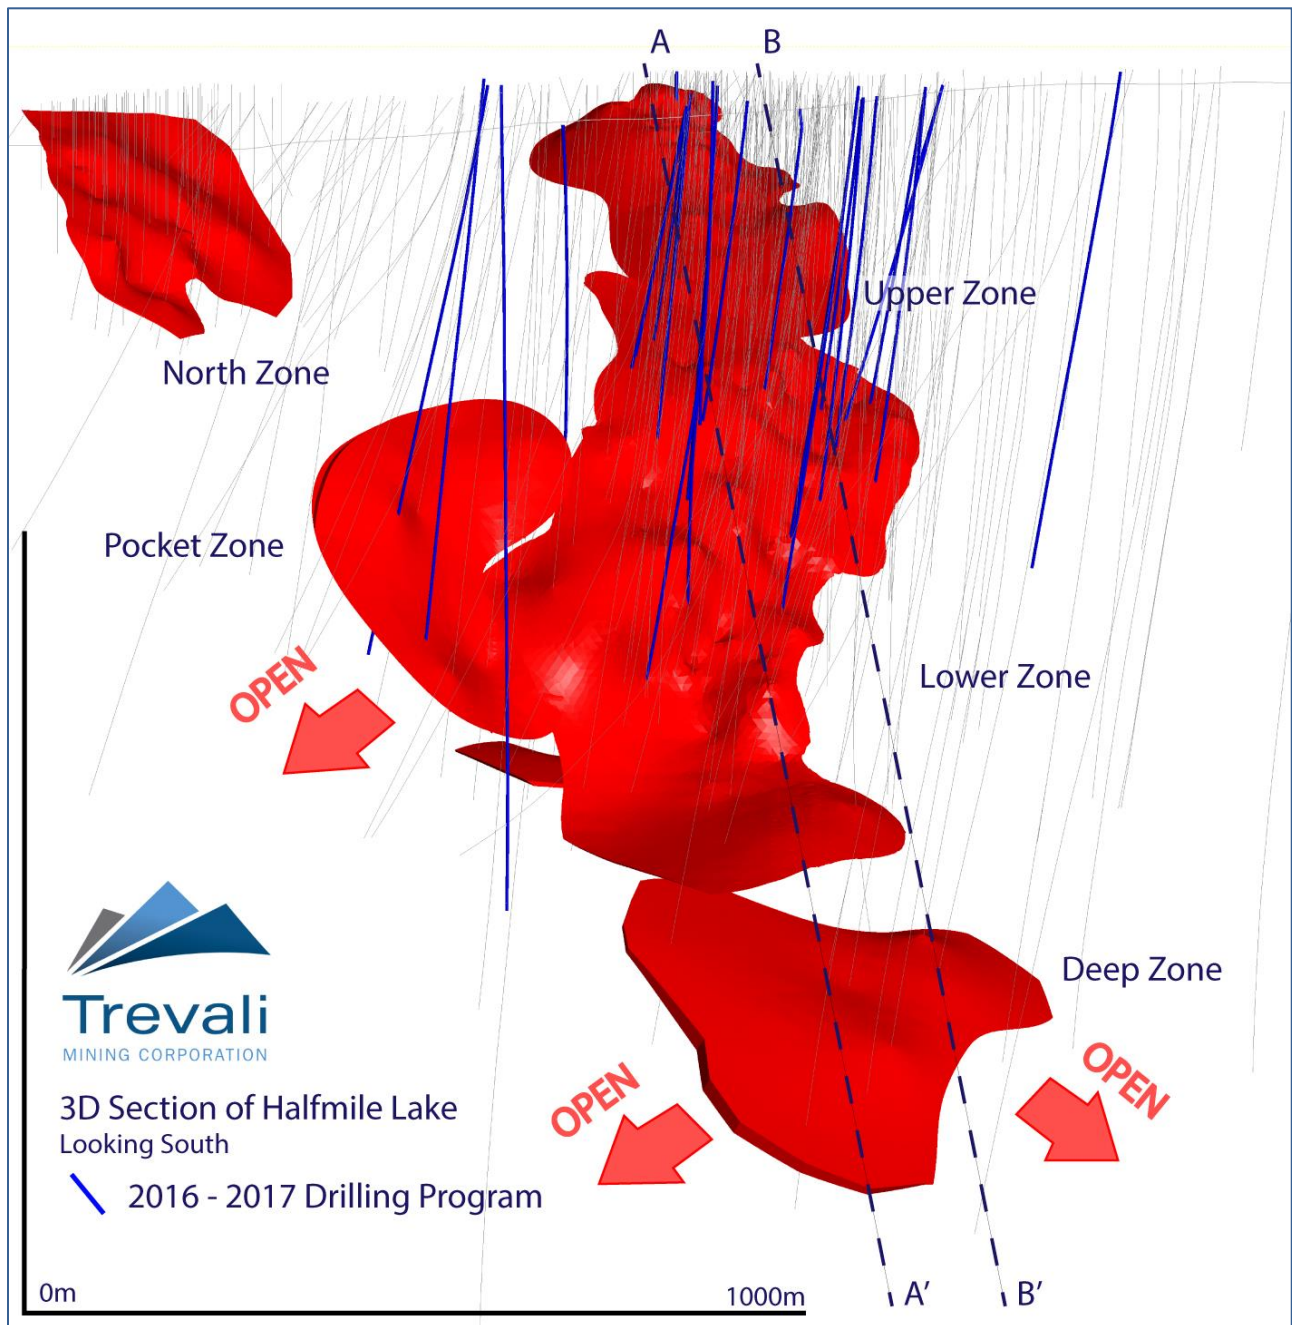 A
B
Upper Zone
North Zone
Pocket Zone
OPEN
Lower Zone
Deep Zone
Trevali
MINING CORPORATION
OPEN
OPEN
3D Section of Halfmile Lake
Looking South
2016 - 2017 Drilling Program
0m
1000m
A’
B’